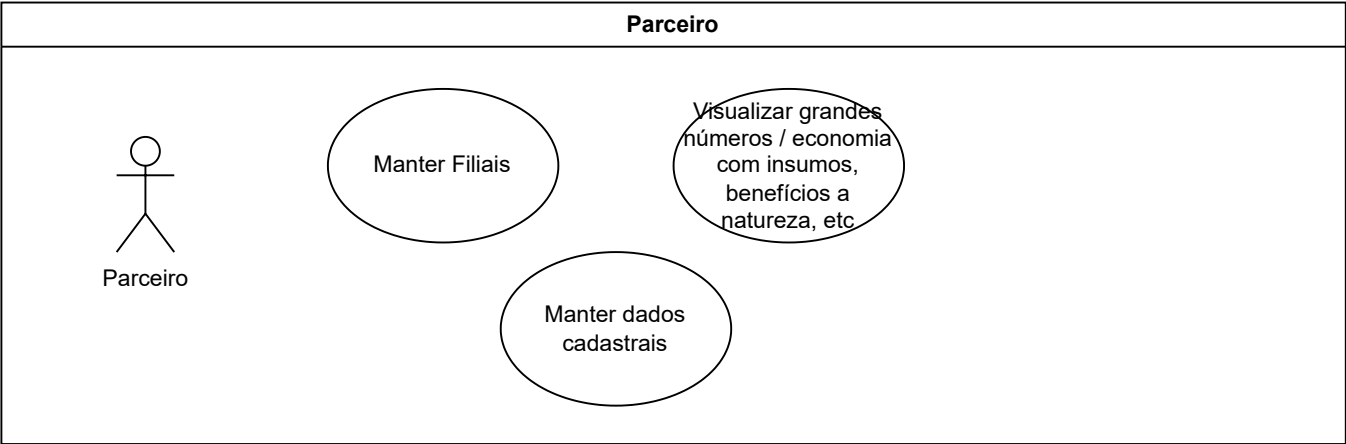 Parceiro
Manter Filiais
Visualizar grandes
números / economia
com insumos,
benefícios a
natureza, etc
Parceiro
Manter dados
cadastrais